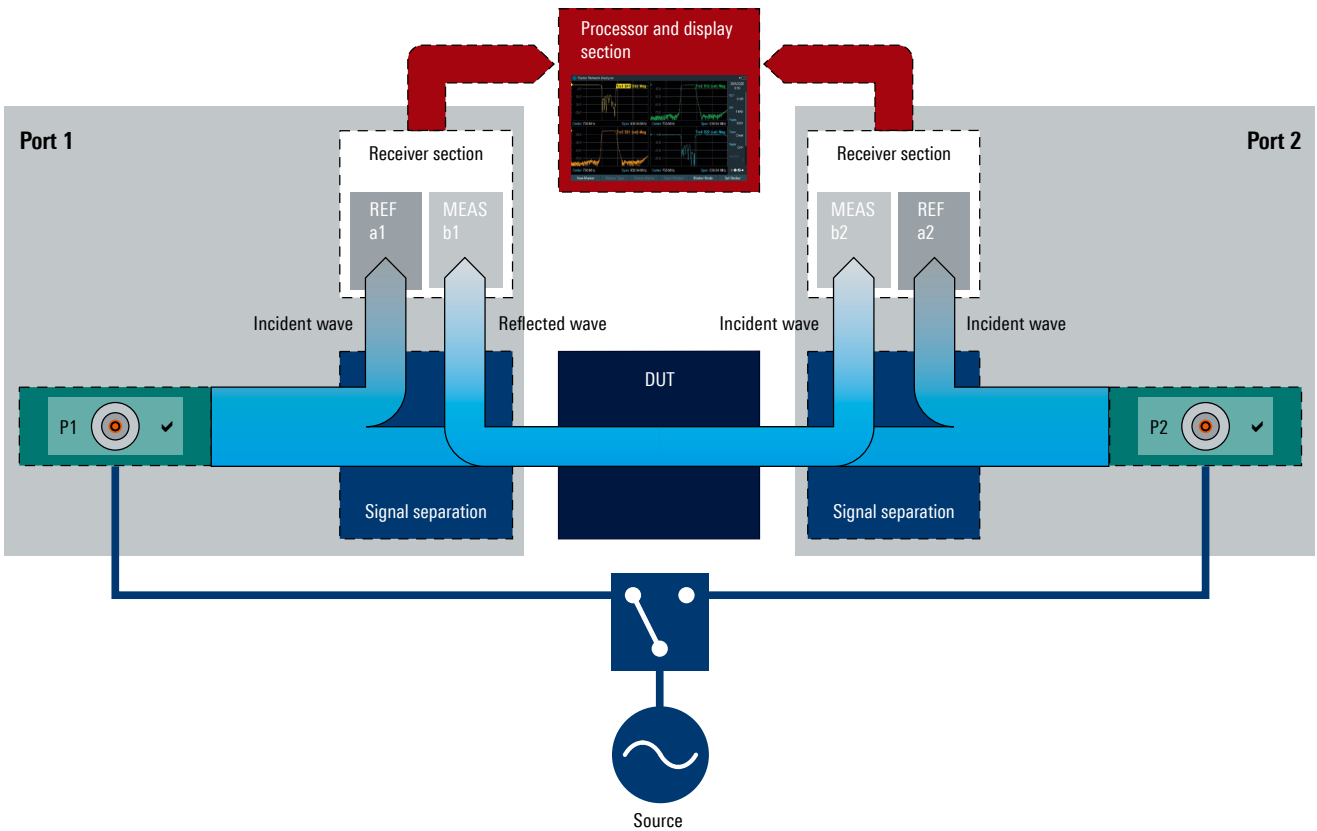 Processor and display
section
Port 1
Port 2
Receiver section
Receiver section
REF
a1
MEAS
b1
MEAS
b2
REF
a2
Incident wave
Reflected wave
Incident wave
Incident wave
DUT
P1
P2
Signal separation
Signal separation
Source